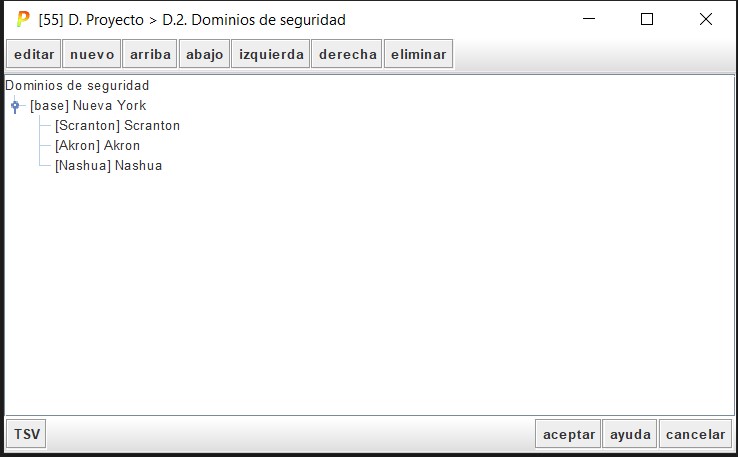 [55] D. Proyecto > D.2. Dominios de seguridad
editar nuevo arriba abajo izquierda derecha eliminar
Dominios de seguridad
[base] Nueva York
[Scranton] Scranton
[Akron] Akron
[Nashua] Nashua
TSV aceptar ayuda cancelar